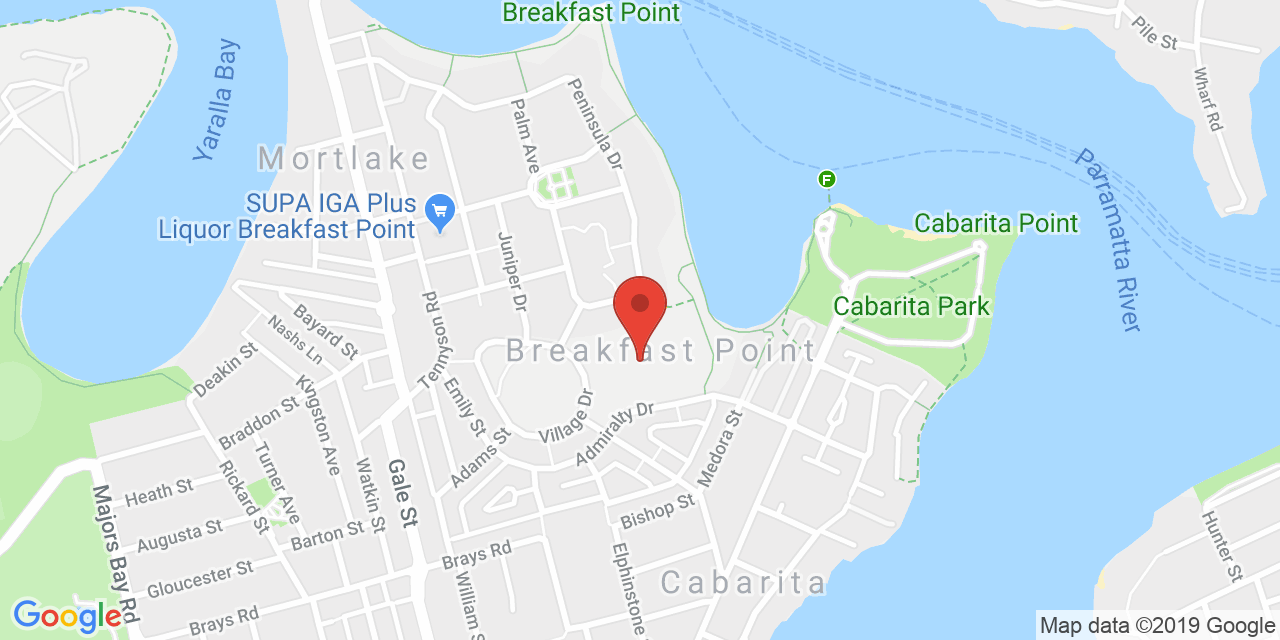 Breakfast Point
Pile St
Wharf Rd
Yaralla Bay
Palm Ave
Peninsula Dr
Mortlake
Parramatta River
F
SUPA IGA Plus
Liquor Breakfast Point
Cabarita Point
Juniper Dr
Cabarita Park
Tennyson Rd
Bayard St
Nashs Ln
Breakfast Point
Deakin St
Emily St
Kingston Ave
Braddon St
Village Dr
Admiralty Dr
Adams St
Medora St
Turner Ave
Watkin St
Gale St
Rickard St
Majors Bay Rd
Heath St
Bishop St
Augusta St
Barton St
Brays Rd
Elphinstone
Hunter St
Gloucester St
William S
Cabarita
Brays Rd
Google
Map data ©2019 Google